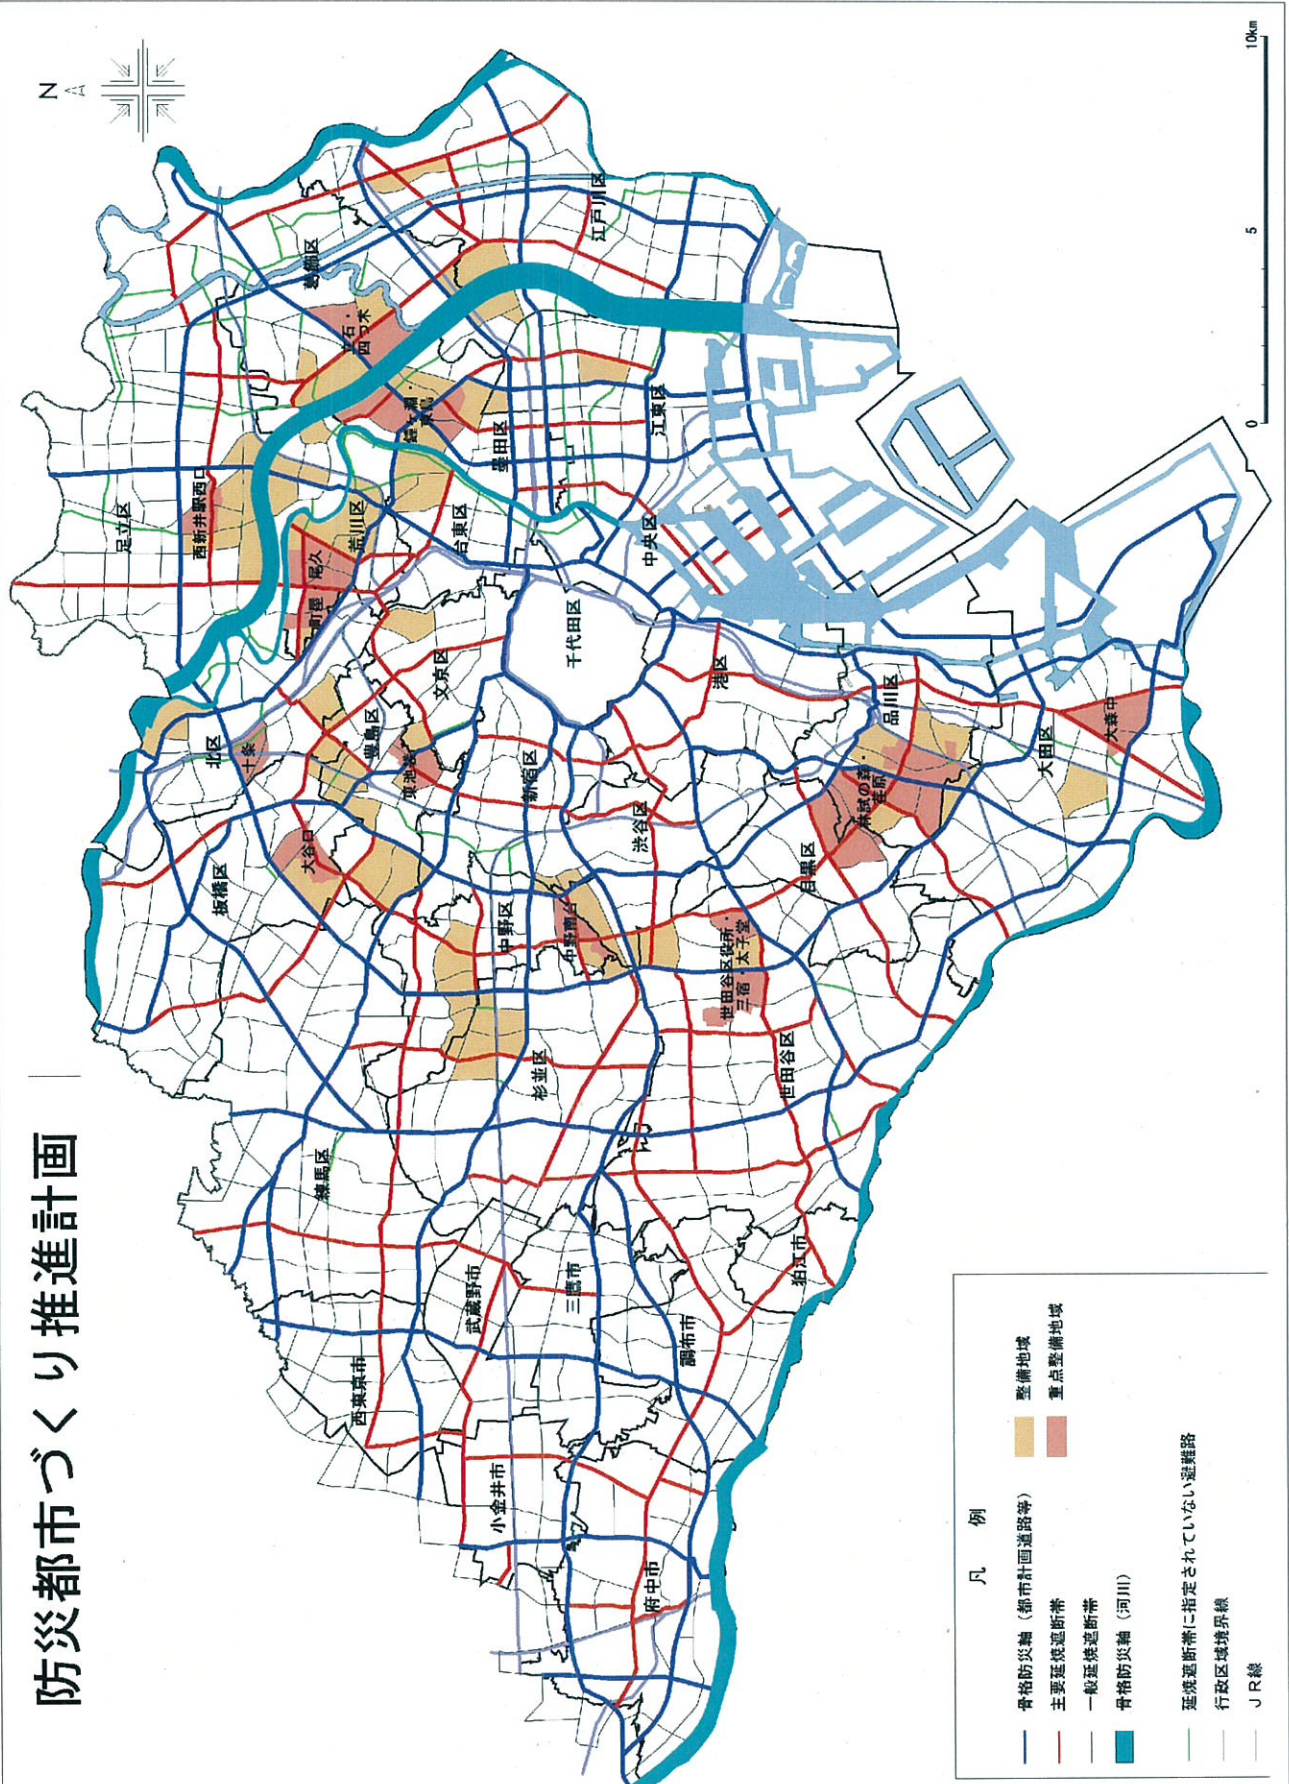 防災都市づくり推進計画
N
足立区
西新井駅西口
葛飾区
立石・
四つ木
鐘ヶ淵・
京島
荒川区
町屋・尾久
墨田区
台東区
江戸川区
江東区
中央区
北区
十条
文京区
豊島区
東池袋
千代田区
港区
板橋区
大谷口
新宿区
渋谷区
品川区
中野区
中野南台
目黒区
林試の森・
荏原
大田区
大森中
世田谷区役所・
三宿・太子堂
杉並区
世田谷区
練馬区
武蔵野市
三鷹市
狛江市
西東京市
調布市
小金井市
府中市
凡 例
骨格防災軸(都市計画道路等)
主要延焼遮断帯
一般延焼遮断帯
骨格防災軸(河川)
整備地域
重点整備地域
延焼遮断帯に指定されていない避難路
行政区域境界線
JR線
0
5
10km